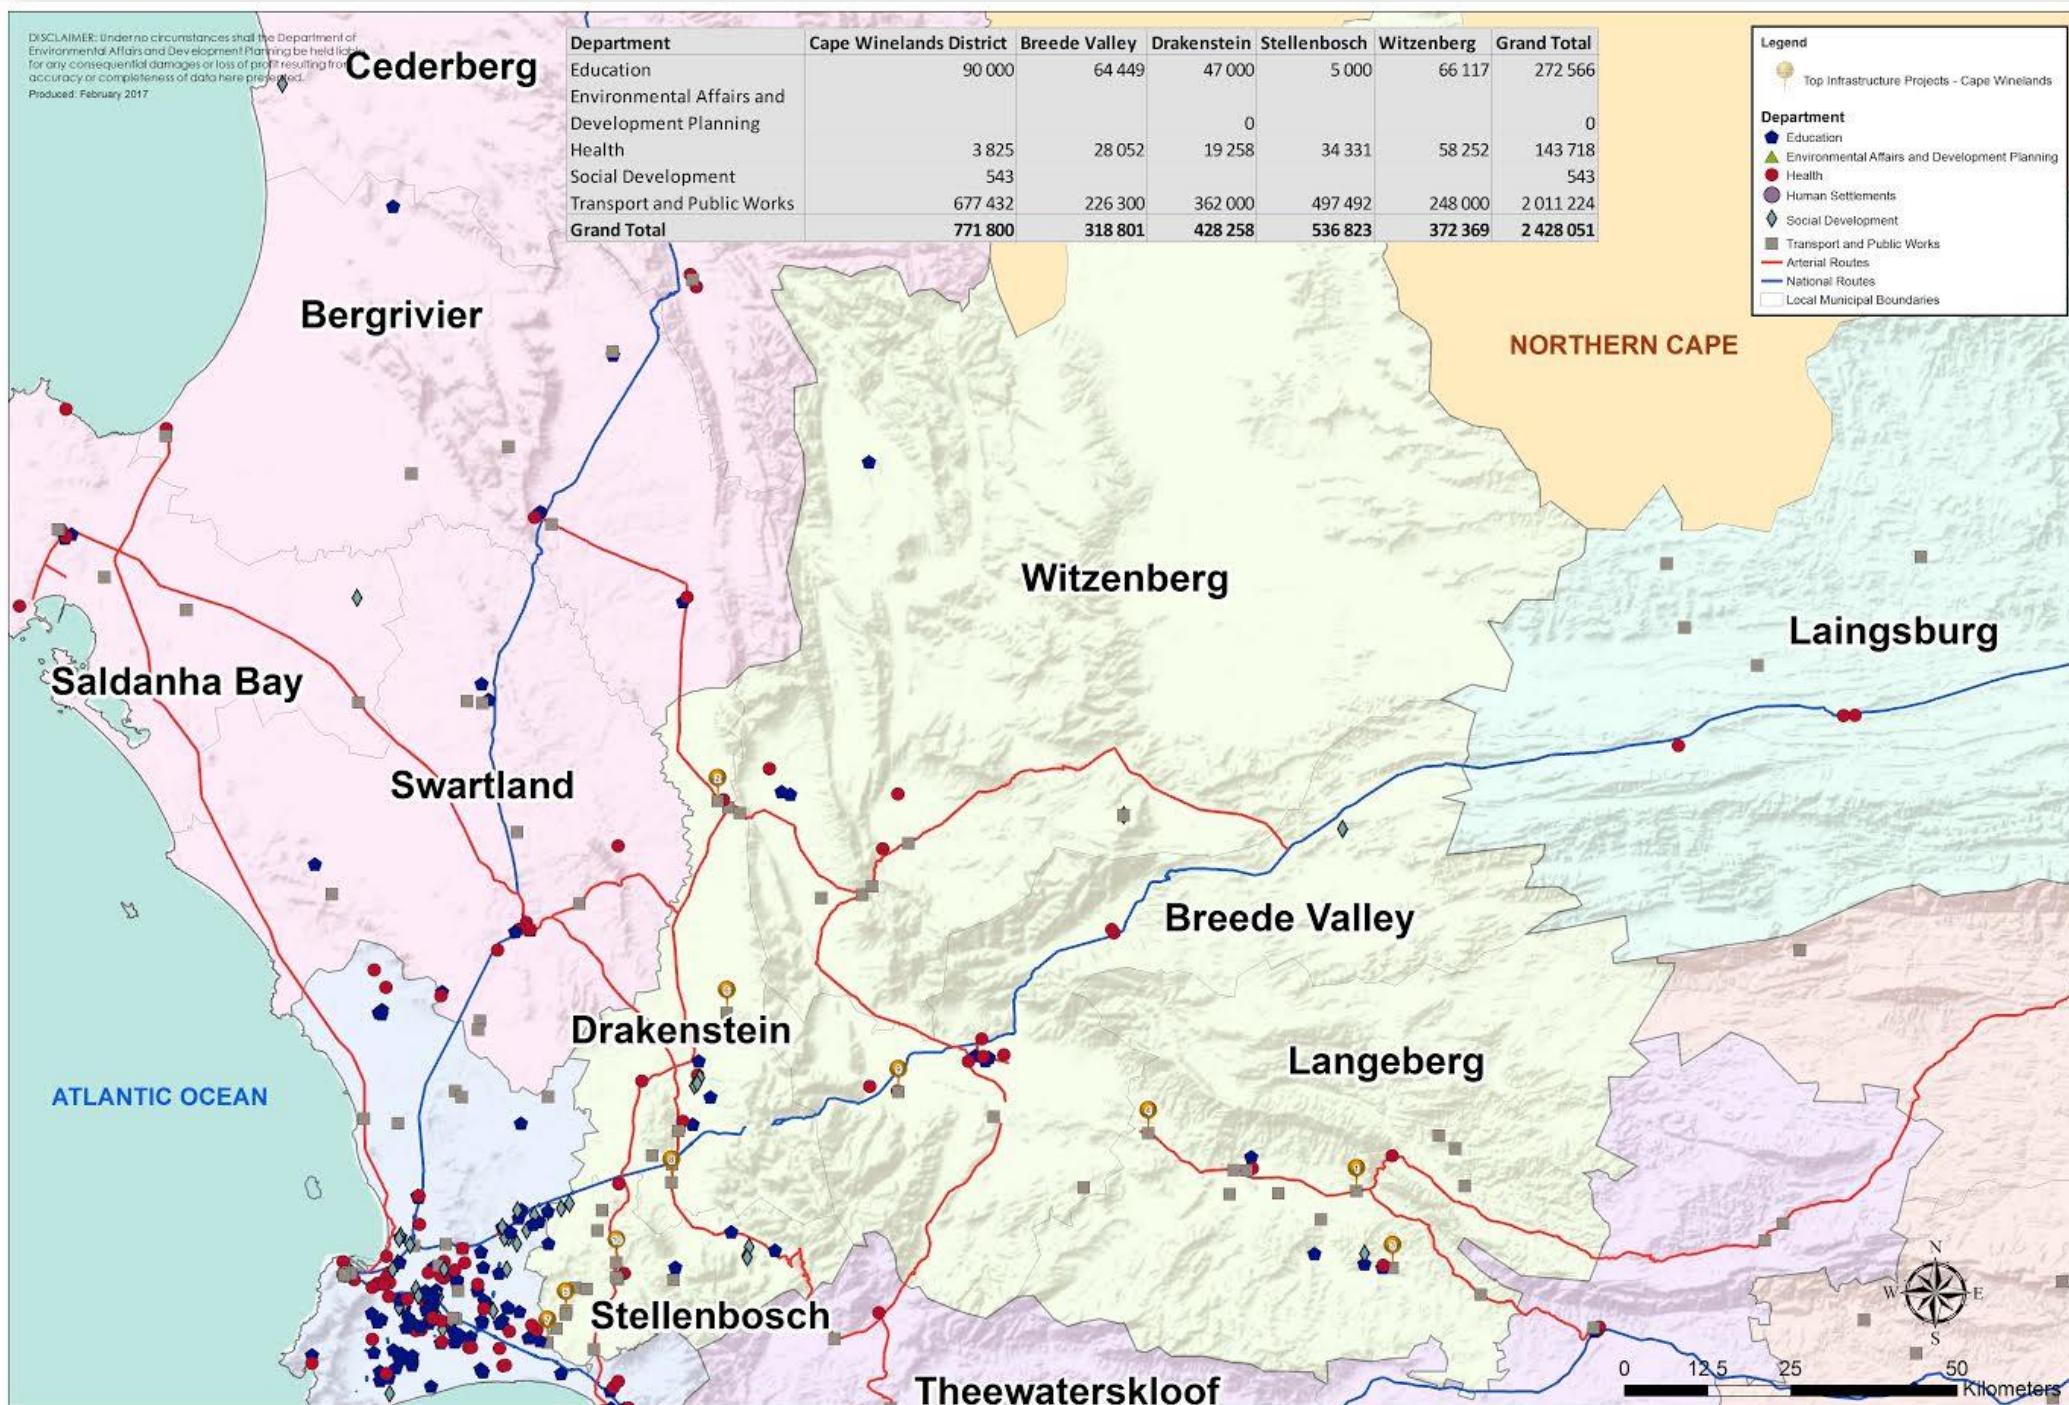 DISCLAIMER: Under no circumstances shall the Department of
Environmental Affairs and Development Planning be held liable
for any consequential damages or loss of profit resulting from
accuracy or completeness of data here presented.
Produced: February 2017
Department Cape Winelands District Breede Valley Drakenstein Stellenbosch Witzenberg Grand Total
Education 90 000 64 449 47 000 5 000 66 117 272 566
Environmental Affairs and
Development Planning 0 0
Health 3 825 28 052 19 258 34 331 58 252 143 718
Social Development 543 543
Transport and Public Works 677 432 226 300 362 000 497 492 248 000 2 011 224
Grand Total 771 800 318 801 428 258 536 823 372 369 2 428 051
Legend
Top Infrastructure Projects - Cape Winelands
Department
Education
Environmental Affairs and Development Planning
Health
Human Settlements
Social Development
Transport and Public Works
Arterial Routes
National Routes
Local Municipal Boundaries
Cederberg
Bergrivier
NORTHERN CAPE
Witzenberg
Laingsburg
Saldanha Bay
Swartland
Breede Valley
Drakenstein
Langeberg
ATLANTIC OCEAN
Stellenbosch
Theewaterskloof
N
W E
S
0 12.5 25 50
Kilometers